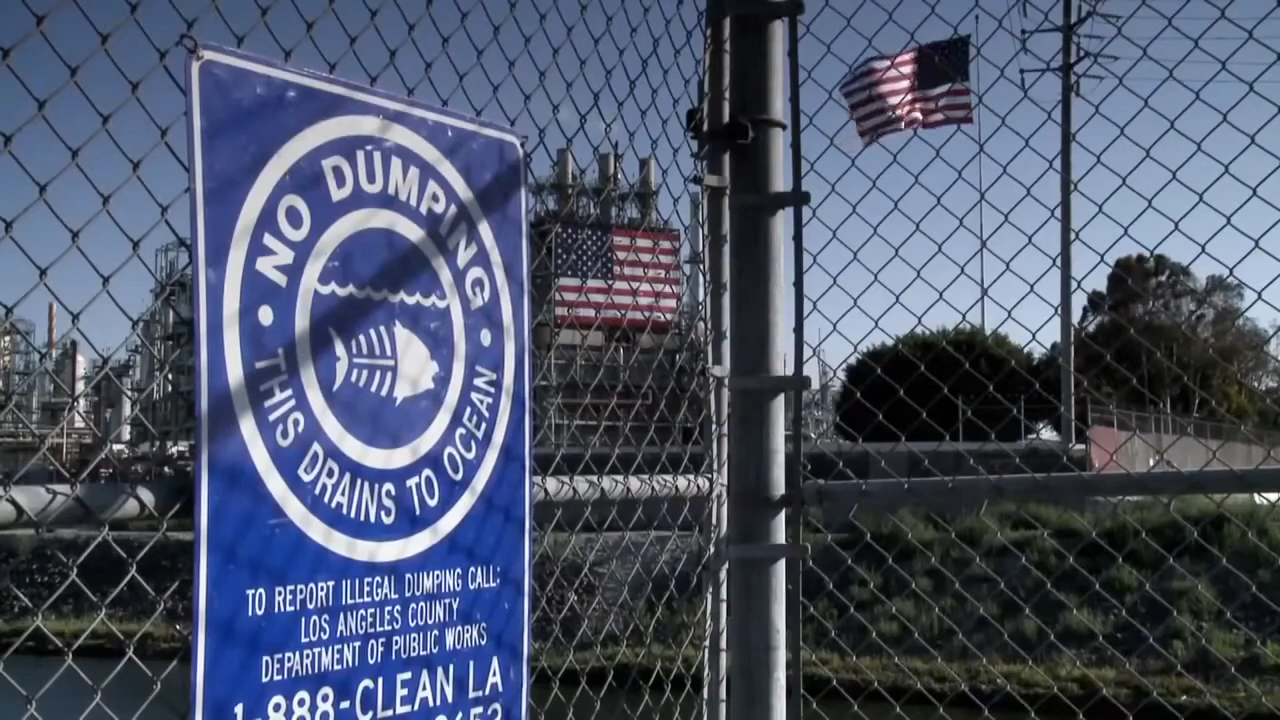 NO DUMPING
THIS DRAINS TO OCEAN
TO REPORT ILLEGAL DUMPING CALL:
LOS ANGELES COUNTY
DEPARTMENT OF PUBLIC WORKS
1-888-CLEAN LA